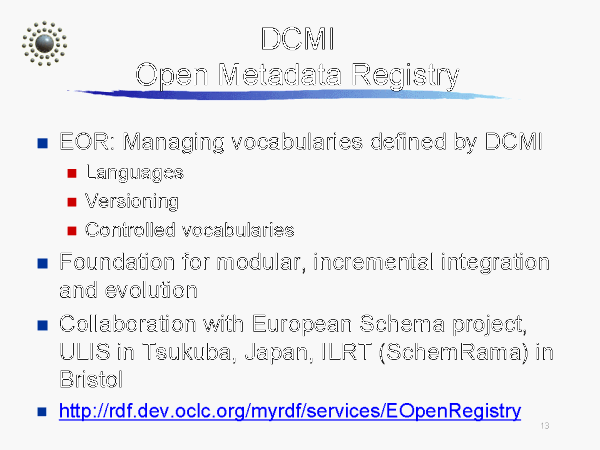 DCMI
Open Metadata Registry
EOR: Managing vocabularies defined by DCMI
Languages
Versioning
Controlled vocabularies
Foundation for modular, incremental integration
and evolution
Collaboration with European Schema project,
ULIS in Tsukuba, Japan, ILRT (SchemRama) in
Bristol
http://rdf.dev.oclc.org/myrdf/services/EOpenRegistry
13